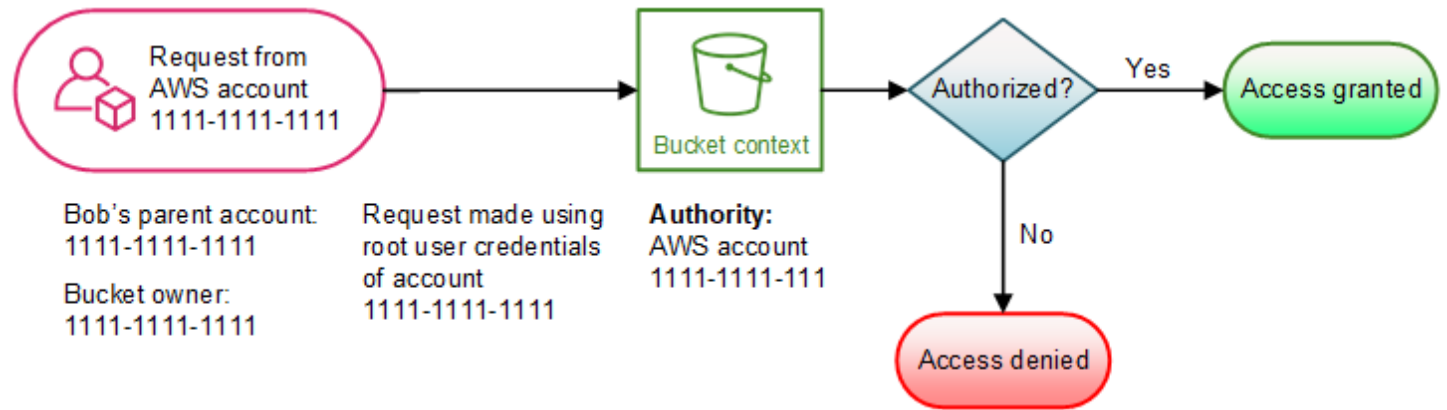 Request from
AWS account
1111-1111-1111
Bucket context
Authorized?
Yes
Access granted
Bob's parent account:
1111-1111-1111
Bucket owner:
1111-1111-1111
Request made using
root user credentials
of account
1111-1111-1111
Authority:
AWS account
1111-1111-111
No
Access denied